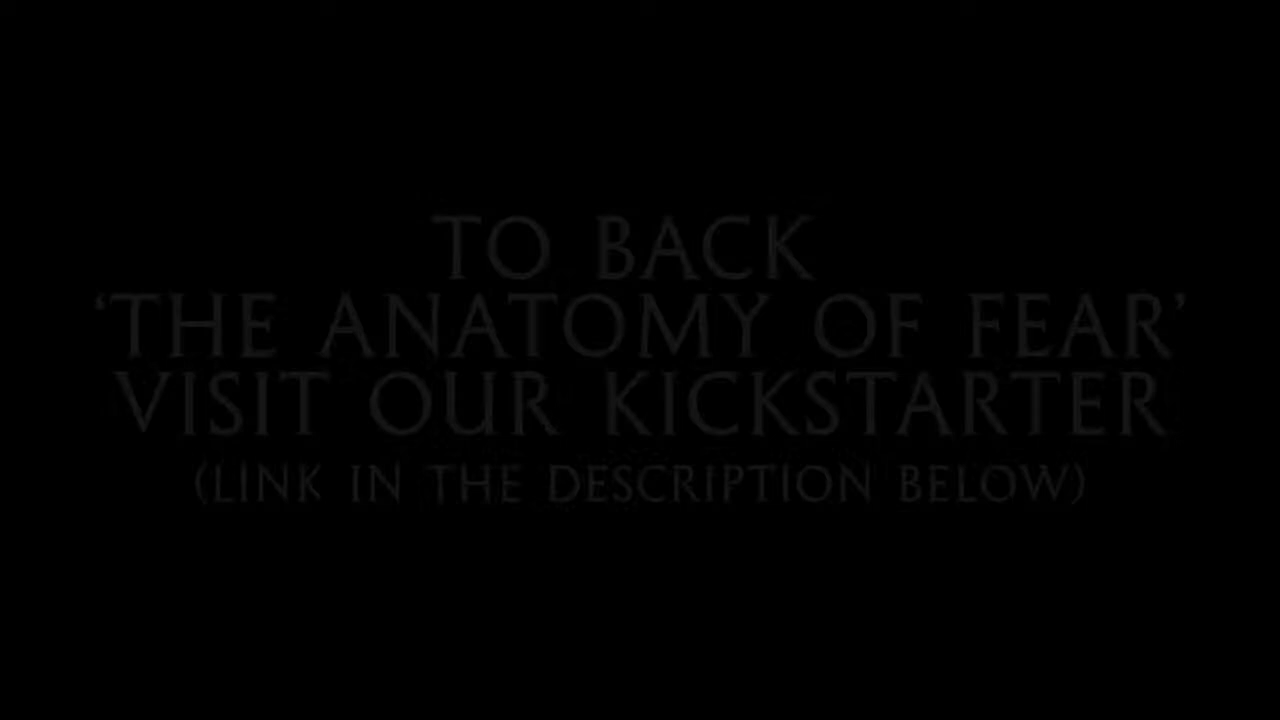 TO BACK
‘THE ANATOMY OF FEAR’
VISIT OUR KICKSTARTER
(LINK IN THE DESCRIPTION BELOW)